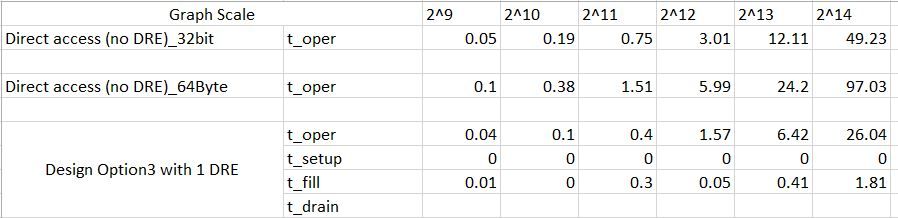 Graph Scale 2^9 2^10 2^11 2^12 2^13 2^14
Direct access (no DRE)_32bit t_oper 0.05 0.19 0.75 3.01 12.11 49.23
Direct access (no DRE)_64Byte t_oper 0.1 0.38 1.51 5.99 24.2 97.03
Design Option3 with 1 DRE t_oper 0.04 0.1 0.4 1.57 6.42 26.04
t_setup 0 0 0 0 0 0
t_fill 0.01 0 0.3 0.05 0.41 1.81
t_drain